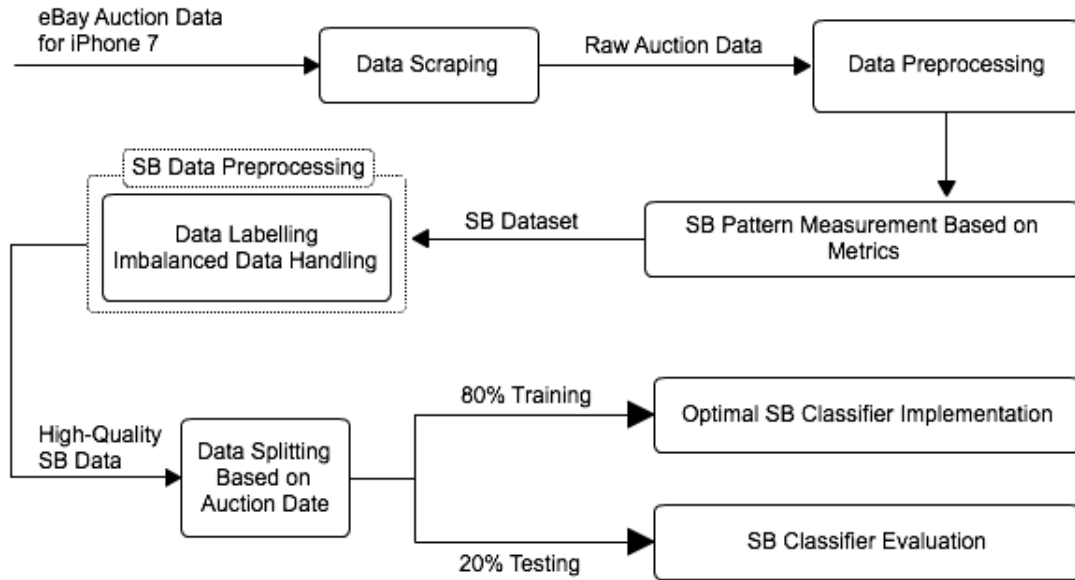 eBay Auction Data
for iPhone 7
Data Scraping
Raw Auction Data
Data Preprocessing
SB Data Preprocessing
Data Labelling
Imbalanced Data Handling
SB Dataset
SB Pattern Measurement Based on
Metrics
High-Quality
SB Data
Data Splitting
Based on
Auction Date
80% Training
Optimal SB Classifier Implementation
20% Testing
SB Classifier Evaluation